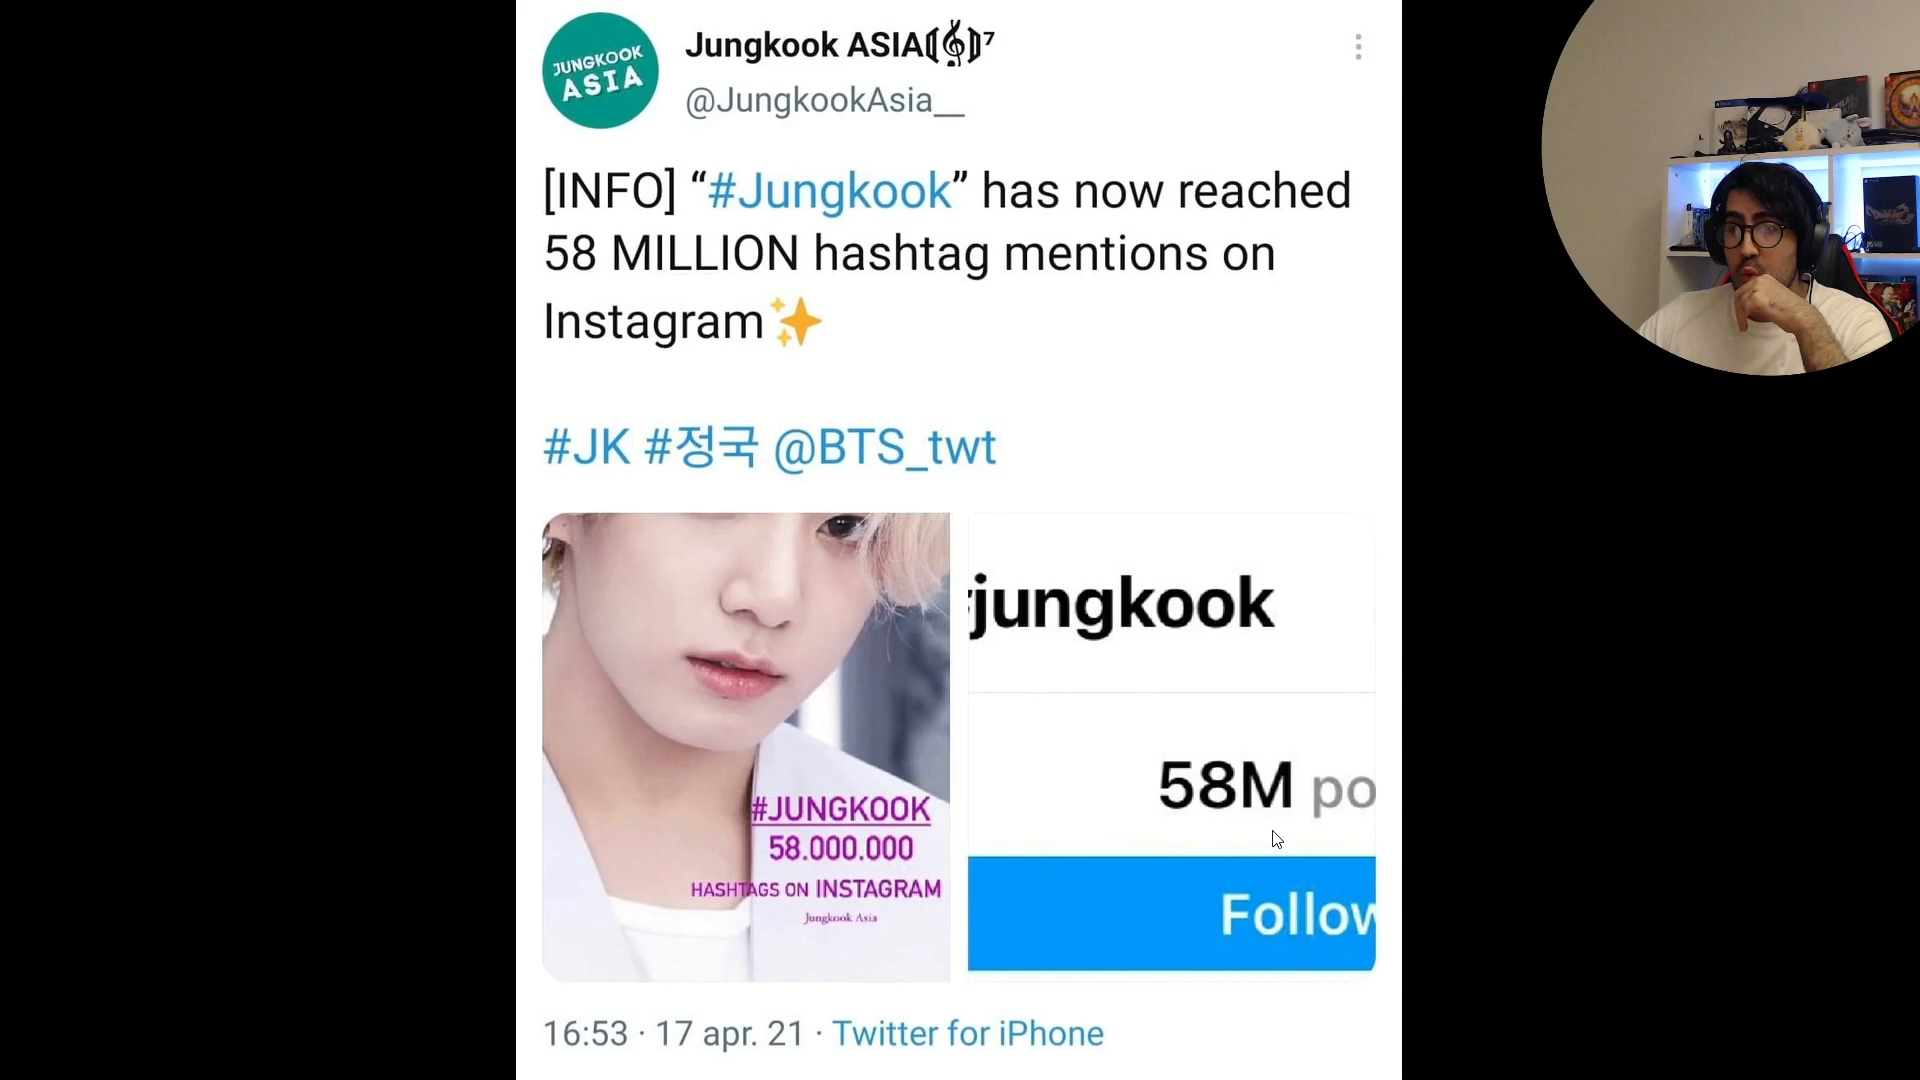 JUNGKOOK
ASIA
Jungkook ASIA⟬𝄞⟭⁷
@JungkookAsia__
[INFO] “#Jungkook” has now reached
58 MILLION hashtag mentions on
Instagram✨
#JK #정국 @BTS_twt
#JUNGKOOK
58.000.000
HASHTAGS ON INSTAGRAM
Jungkook Asia
jungkook
58M po
Follow
16:53 · 17 apr. 21 · Twitter for iPhone